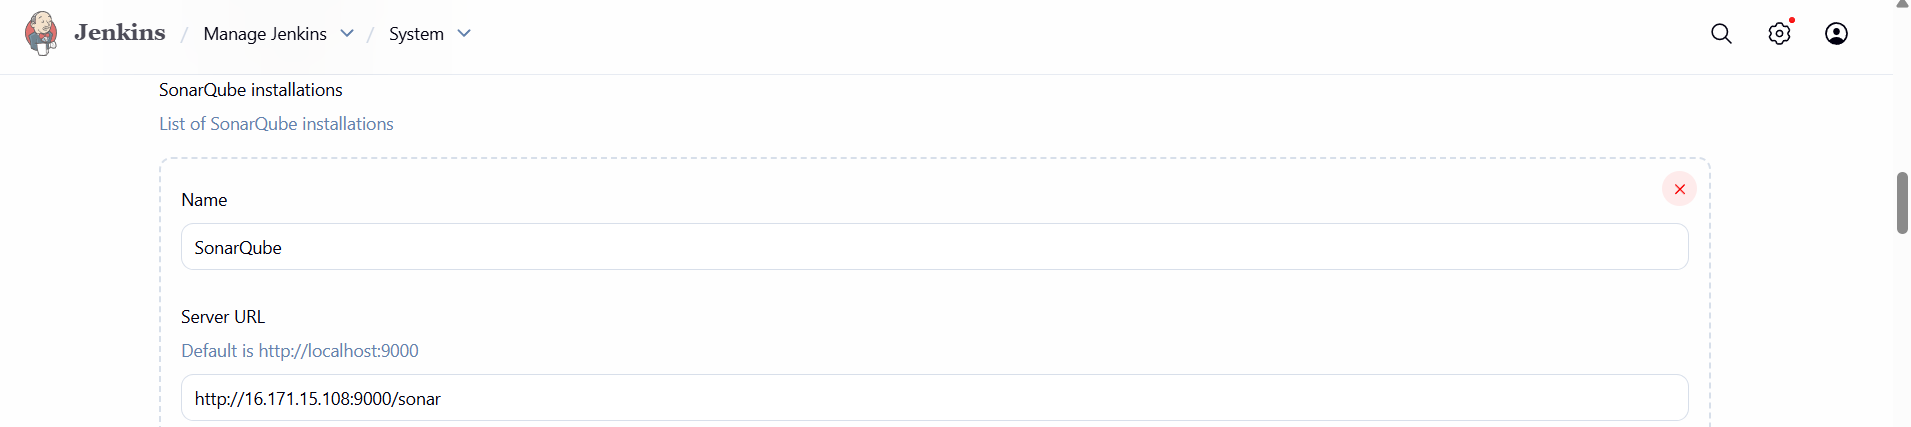 Jenkins / Manage Jenkins / System
SonarQube installations
List of SonarQube installations
Name
SonarQube
Server URL
Default is http://localhost:9000
http://16.171.15.108:9000/sonar